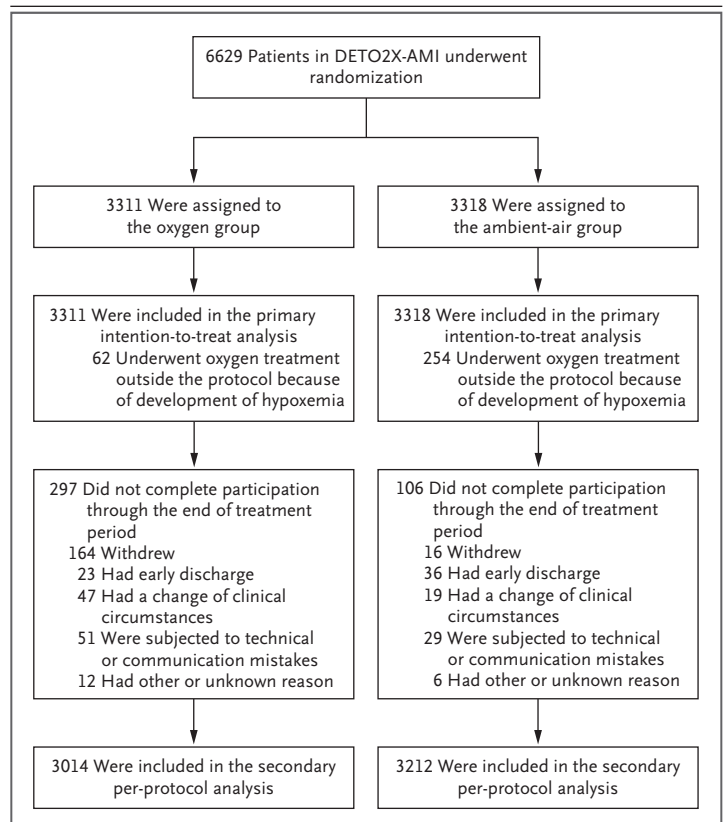 6629 Patients in DETO2X-AMI underwent
randomization
3311 Were assigned to
the oxygen group
3318 Were assigned to
the ambient-air group
3311 Were included in the primary
intention-to-treat analysis
62 Underwent oxygen treatment
outside the protocol because
of development of hypoxemia
3318 Were included in the primary
intention-to-treat analysis
254 Underwent oxygen treatment
outside the protocol because
of development of hypoxemia
297 Did not complete participation
through the end of treatment
period
164 Withdrew
23 Had early discharge
47 Had a change of clinical
circumstances
51 Were subjected to technical
or communication mistakes
12 Had other or unknown reason
106 Did not complete participation
through the end of treatment
period
16 Withdrew
36 Had early discharge
19 Had a change of clinical
circumstances
29 Were subjected to technical
or communication mistakes
6 Had other or unknown reason
3014 Were included in the secondary
per-protocol analysis
3212 Were included in the secondary
per-protocol analysis